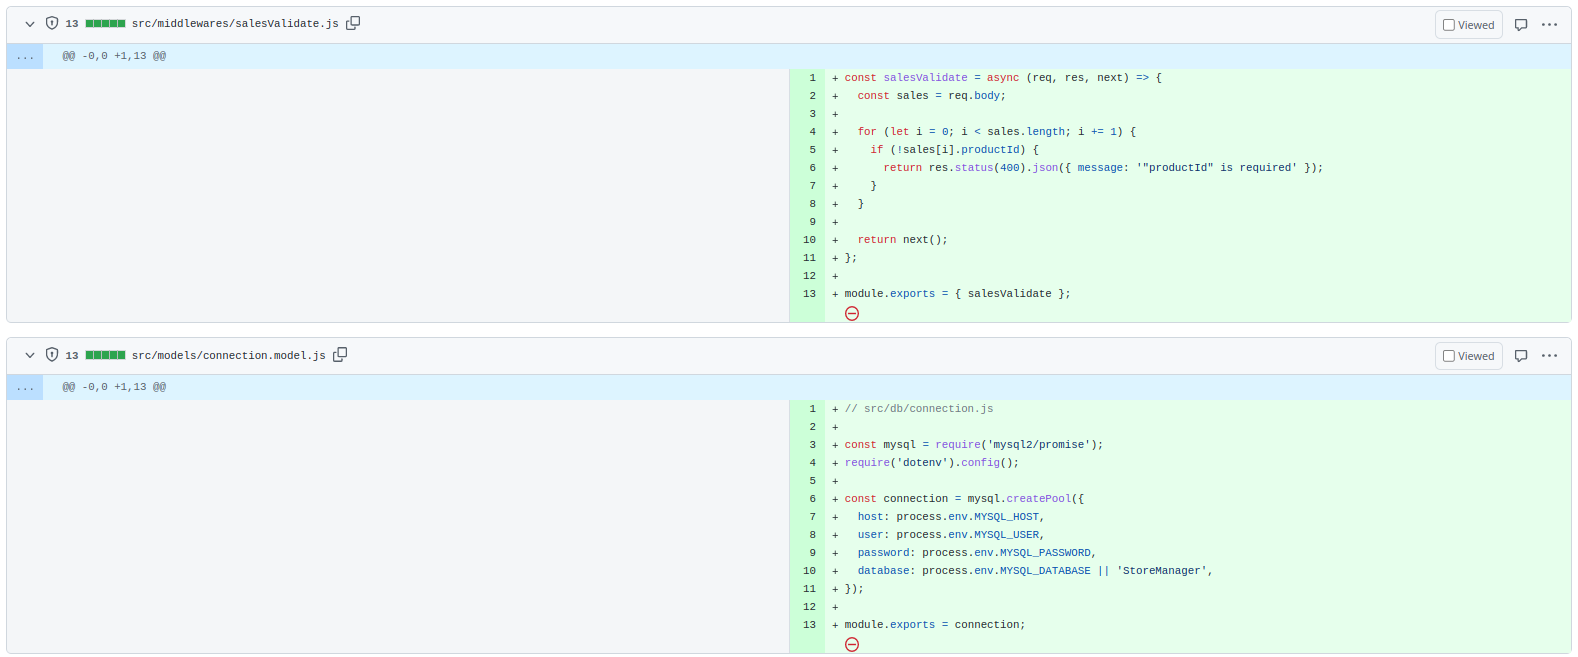 13 src/middlewares/salesValidate.js Viewed
... @@ -0,0 +1,13 @@
1 + const salesValidate = async (req, res, next) => {
2 +   const sales = req.body;
3 +
4 +   for (let i = 0; i < sales.length; i += 1) {
5 +     if (!sales[i].productId) {
6 +       return res.status(400).json({ message: '"productId" is required' });
7 +     }
8 +   }
9 +
10 +   return next();
11 + };
12 +
13 + module.exports = { salesValidate };
13 src/models/connection.model.js Viewed
... @@ -0,0 +1,13 @@
1 + // src/db/connection.js
2 +
3 + const mysql = require('mysql2/promise');
4 + require('dotenv').config();
5 +
6 + const connection = mysql.createPool({
7 +   host: process.env.MYSQL_HOST,
8 +   user: process.env.MYSQL_USER,
9 +   password: process.env.MYSQL_PASSWORD,
10 +   database: process.env.MYSQL_DATABASE || 'StoreManager',
11 + });
12 +
13 + module.exports = connection;